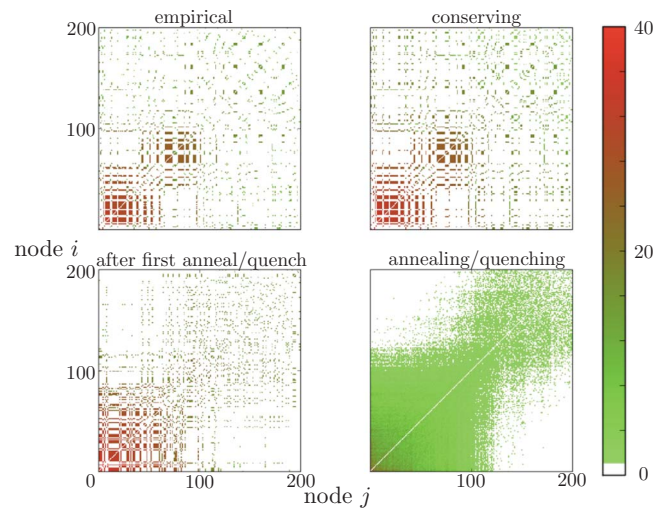 empirical
conserving
200
100
40
20
0
node i
after first anneal/quench
annealing/quenching
200
100
0
100
200
100
200
node j